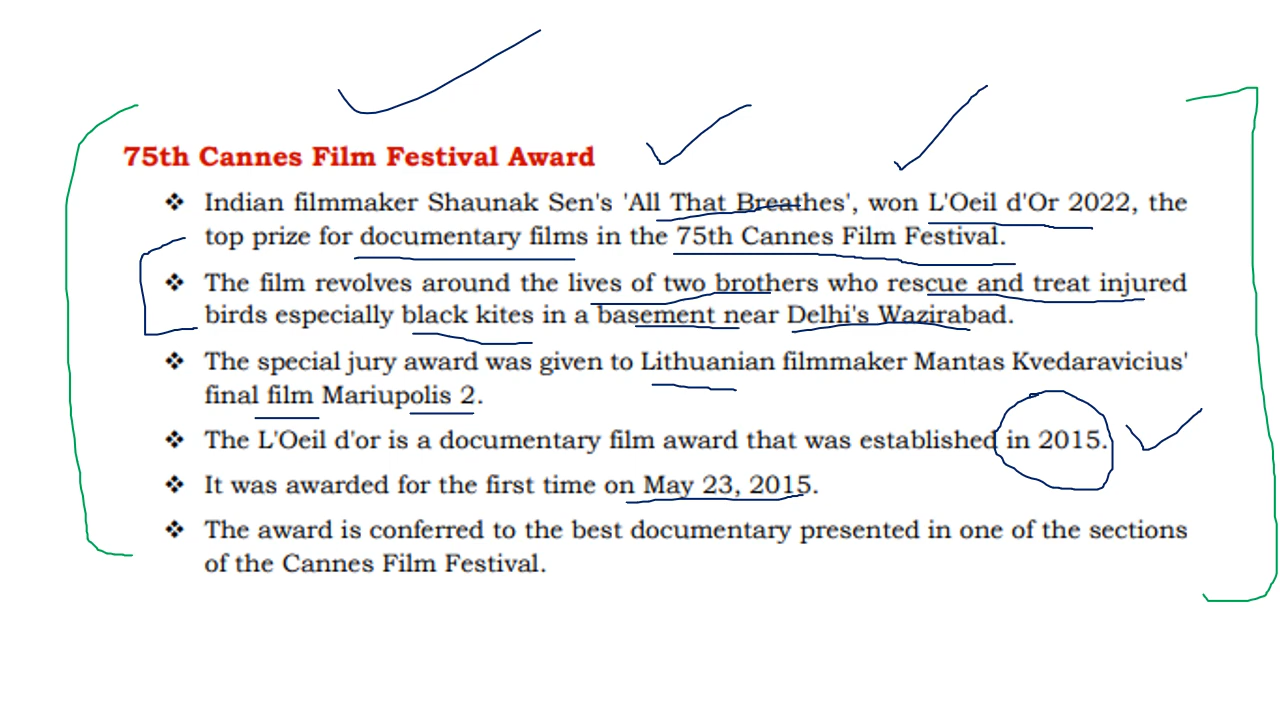 75th Cannes Film Festival Award
❖ Indian filmmaker Shaunak Sen's 'All That Breathes', won L'Oeil d'Or 2022, the
top prize for documentary films in the 75th Cannes Film Festival.
❖ The film revolves around the lives of two brothers who rescue and treat injured
birds especially black kites in a basement near Delhi's Wazirabad.
❖ The special jury award was given to Lithuanian filmmaker Mantas Kvedaravicius'
final film Mariupolis 2.
❖ The L'Oeil d'or is a documentary film award that was established in 2015.
❖ It was awarded for the first time on May 23, 2015.
❖ The award is conferred to the best documentary presented in one of the sections
of the Cannes Film Festival.